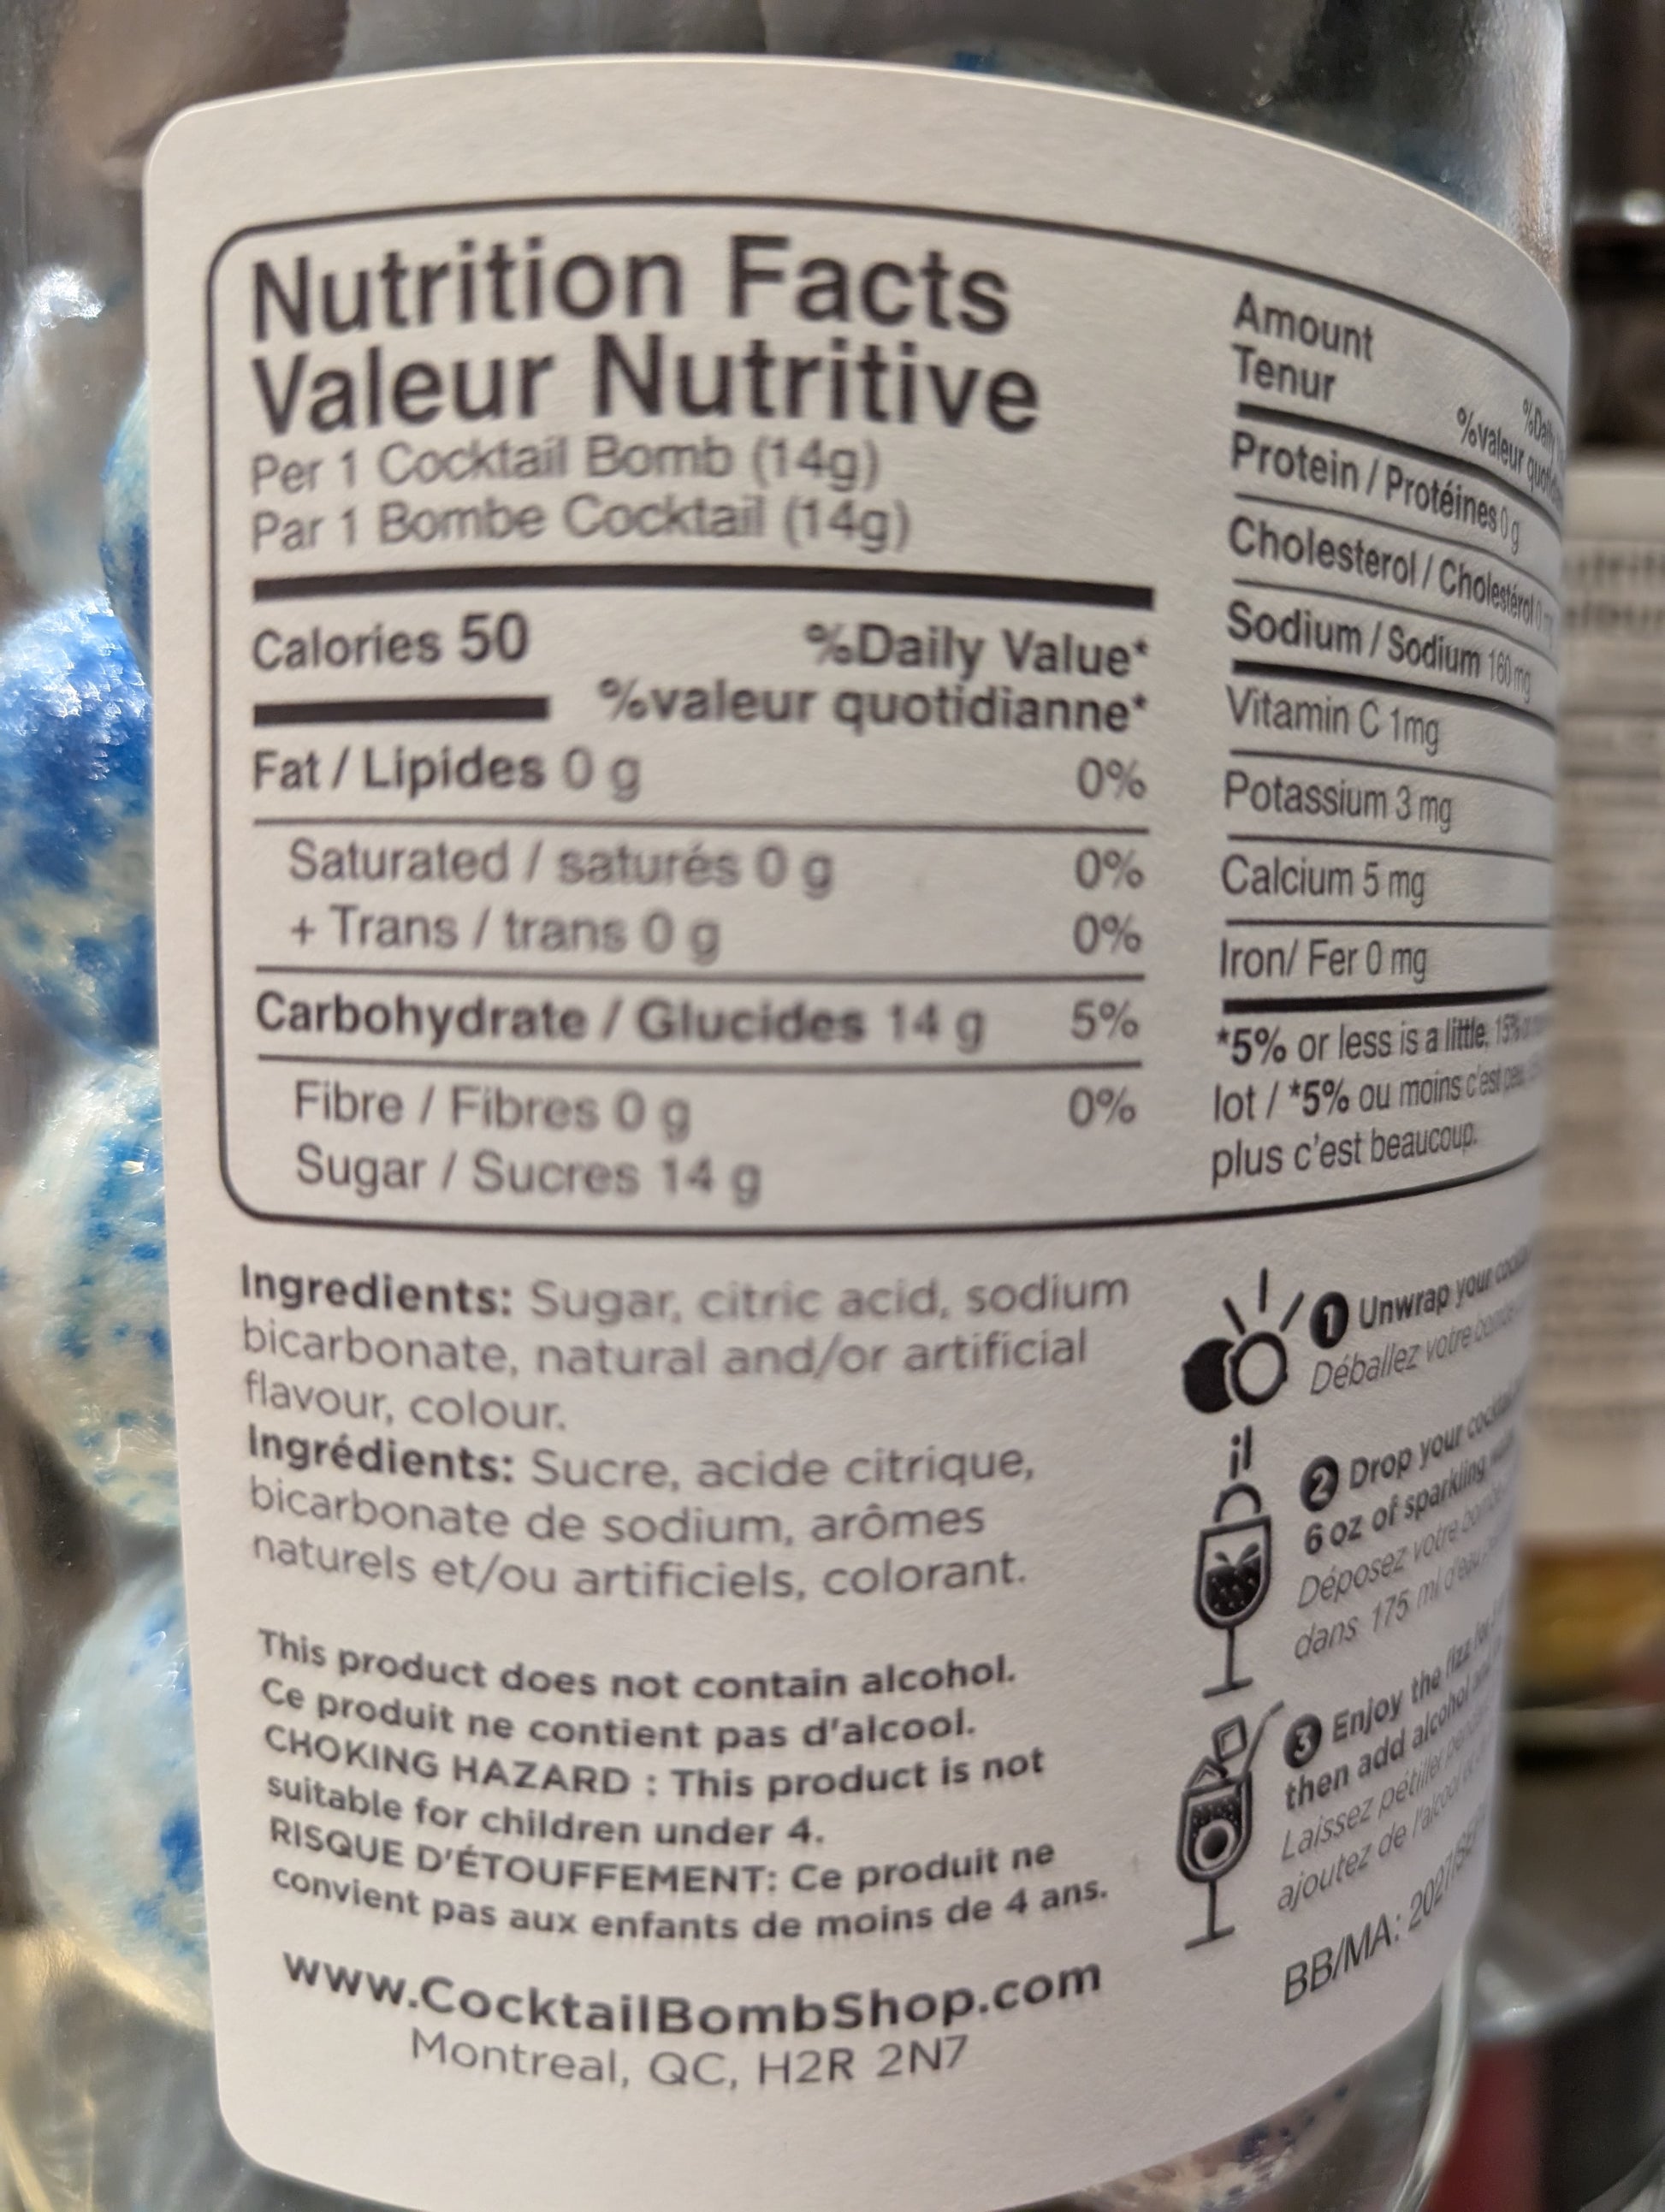 Nutrition Facts
Valeur Nutritive
Per 1 Cocktail Bomb (14g)
Par 1 Bombe Cocktail (14g)
Calories 50
%Daily Value*
%valeur quotidianne*
Fat / Lipides 0 g 0%
Saturated / saturés 0 g 0%
+ Trans / trans 0 g 0%
Carbohydrate / Glucides 14 g 5%
Fibre / Fibres 0 g 0%
Sugar / Sucres 14 g
Amount
Tenur
%valeur
Protein / Protéines 0 g
Cholesterol / Cholestérol 0
Sodium / Sodium 160 mg
Vitamin C 1mg
Potassium 3 mg
Calcium 5 mg
Iron/ Fer 0 mg
*5% or less is a little, 15%
lot / *5% ou moins c'est peu,
plus c'est beaucoup.
Ingredients: Sugar, citric acid, sodium
bicarbonate, natural and/or artificial
flavour, colour.
Ingrédients: Sucre, acide citrique,
bicarbonate de sodium, arômes
naturels et/ou artificiels, colorant.
This product does not contain alcohol.
Ce produit ne contient pas d'alcool.
CHOKING HAZARD : This product is not
suitable for children under 4.
RISQUE D'ÉTOUFFEMENT: Ce produit ne
convient pas aux enfants de moins de 4 ans.
www.CocktailBombShop.com
Montreal, QC, H2R 2N7
1 Unwrap your
Déballez votre
2 Drop your
6 oz of sparkling
Déposez votre
dans 175 ml
3 Enjoy the fizz
then add alcohol
Laissez pétiller
ajoutez de l'alcool
BB/MA: 2027